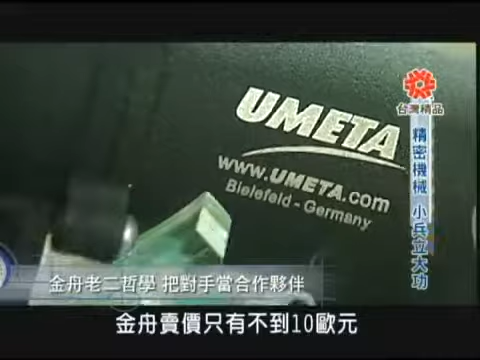 UMETA
www.UMETA.com
Bielefeld - Germany
台灣精品
精密機械 小兵立大功
金舟老二哲學 把對手當合作夥伴
金舟賣價只有不到10歐元